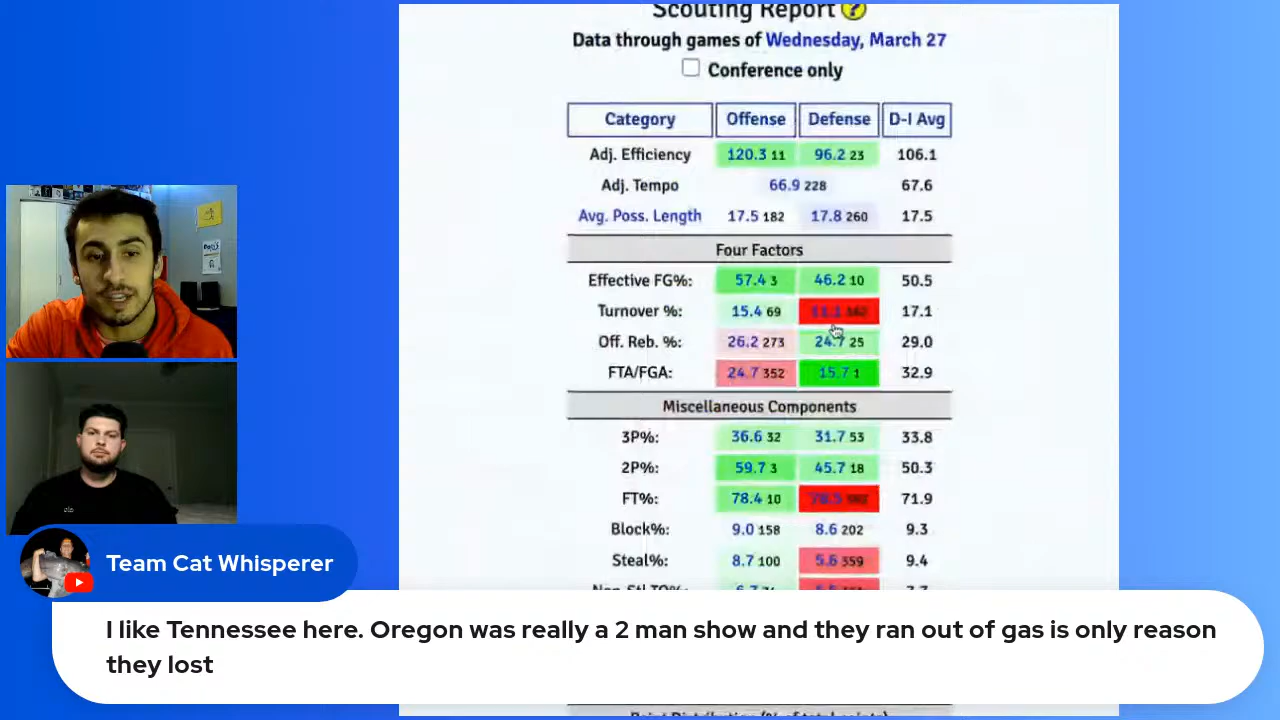 Scouting Report ?
Data through games of Wednesday, March 27
Conference only
Category Offense Defense D-I Avg
Adj. Efficiency 120.3 11 96.2 23 106.1
Adj. Tempo 66.9 228 67.6
Avg. Poss. Length 17.5 182 17.8 260 17.5
Four Factors
Effective FG%: 57.4 3 46.2 10 50.5
Turnover %: 15.4 69 17.1
Off. Reb. %: 26.2 273 24.7 25 29.0
FTA/FGA: 24.7 352 15.7 1 32.9
Miscellaneous Components
3P%: 36.6 32 31.7 53 33.8
2P%: 59.7 3 45.7 18 50.3
FT%: 78.4 10 71.9
Block%: 9.0 158 8.6 202 9.3
Steal%: 8.7 100 5.6 359 9.4
Team Cat Whisperer
I like Tennessee here. Oregon was really a 2 man show and they ran out of gas is only reason
they lost